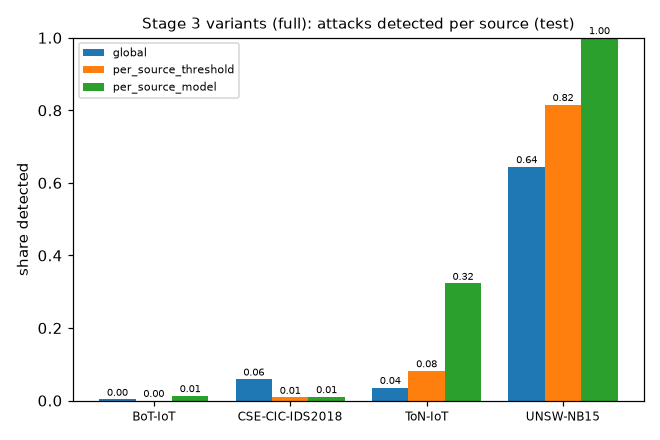 Stage 3 variants (full): attacks detected per source (test)
global
per_source_threshold
per_source_model
share detected
1.0
0.8
0.6
0.4
0.2
0.0
0.00 0.00 0.01
0.06 0.01 0.01
0.04 0.08 0.32
0.64 0.82 1.00
BoT-IoT CSE-CIC-IDS2018 ToN-IoT UNSW-NB15